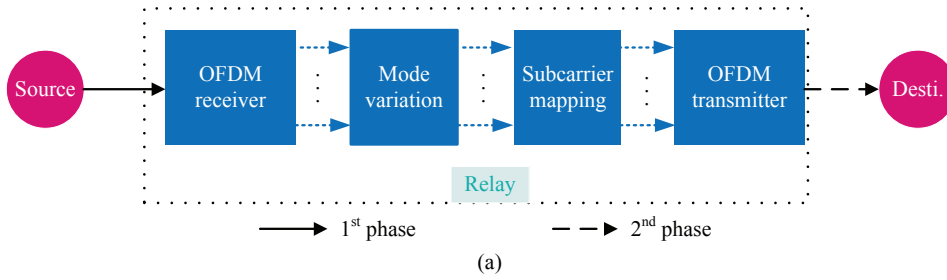 Source
OFDM
receiver
Mode
variation
Subcarrier
mapping
OFDM
transmitter
Desti.
Relay
1st phase
2nd phase
(a)